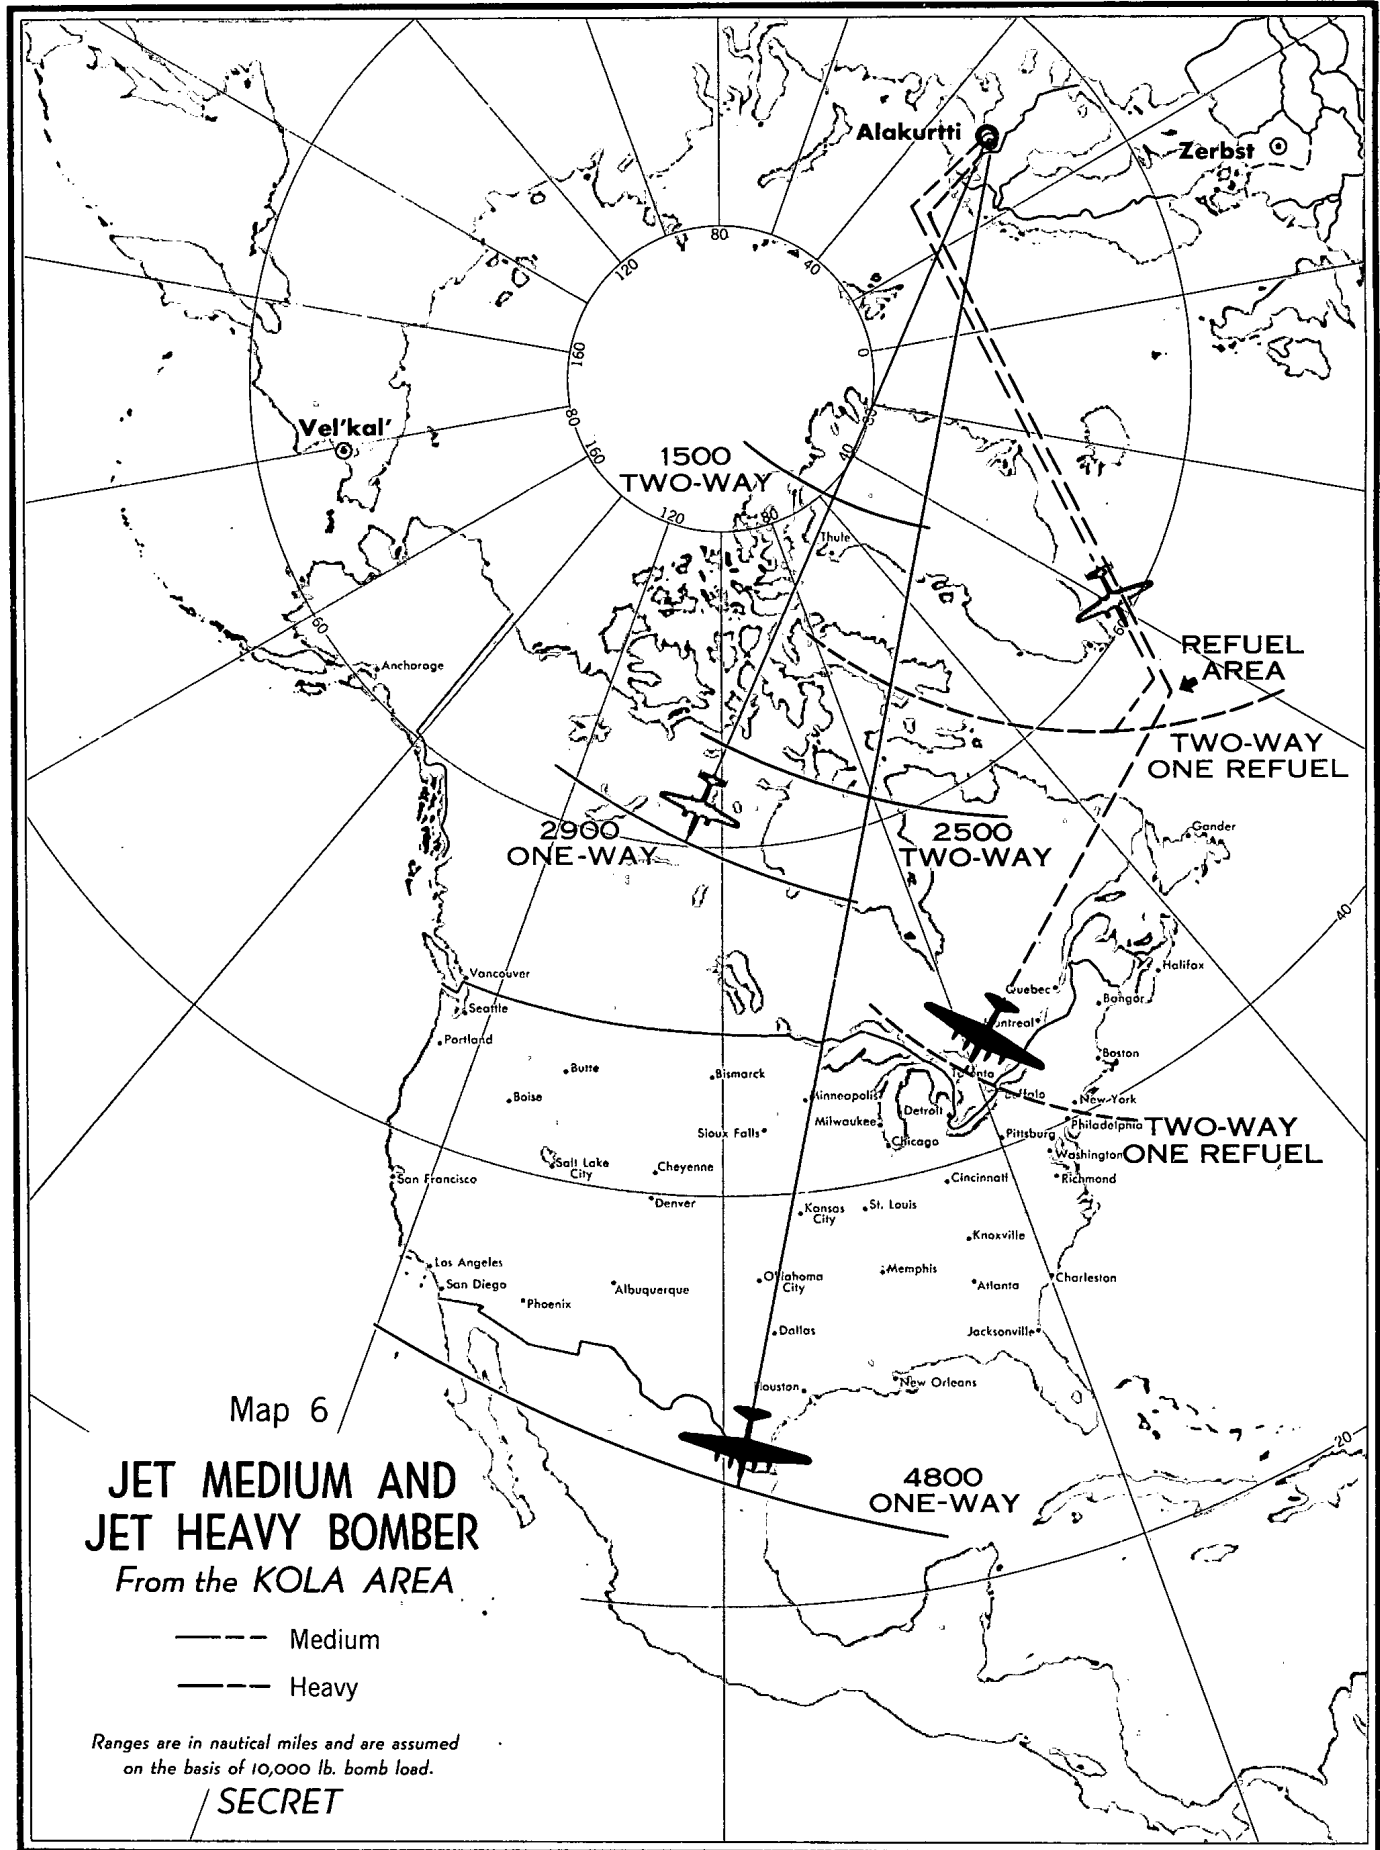 Alakurtti
Zerbst
80
120
40
160
0
Vel'kal'
80
160
40
1500
TWO-WAY
120
80
Thule
60
60
REFUEL
AREA
Anchorage
TWO-WAY
ONE REFUEL
2900
ONE-WAY
2500
TWO-WAY
Gander
40
Vancouver
Halifax
Quebec
Bangor
Seattle
Portland
Boston
Butte
Bismarck
Boise
Minneapolis
New York
Detroit
Milwaukee
Philadelphia
TWO-WAY
ONE REFUEL
Sioux Falls
Chicago
Pittsburg
Washington
Salt Lake
City
Cheyenne
San Francisco
Cincinnati
Richmond
Denver
Kansas
City
St. Louis
Knoxville
Los Angeles
San Diego
Albuquerque
Oklahoma
City
Memphis
Atlanta
Charleston
Phoenix
Dallas
Jacksonville
New Orleans
Map 6
20
JET MEDIUM AND
JET HEAVY BOMBER
From the KOLA AREA
4800
ONE-WAY
Medium
Heavy
Ranges are in nautical miles and are assumed
on the basis of 10,000 lb. bomb load.
SECRET